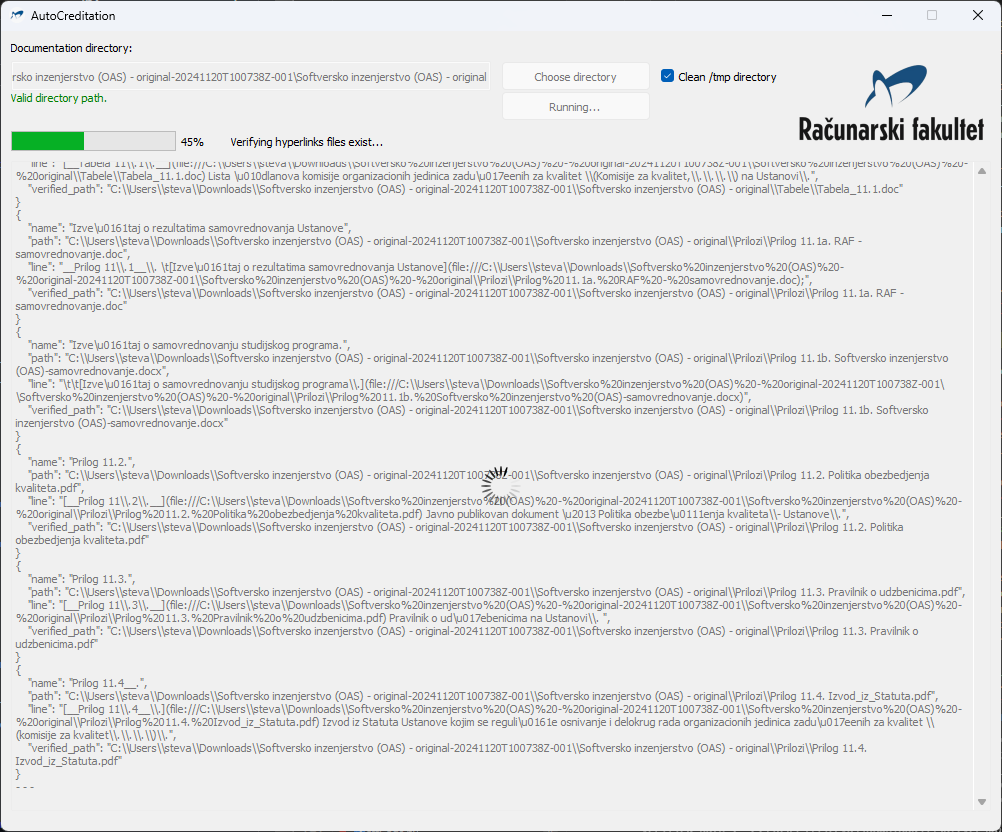 AutoCreditation
Documentation directory:
rsko inzenjerstvo (OAS) - original-20241120T100738Z-001\Softversko inzenjerstvo (OAS) - original
Choose directory
Clean /tmp directory
Valid directory path.
Running...
Računarski fakultet
45%
Verifying hyperlinks files exist...
"line": "[__Tabela 11\\.1\\.__](file:///C:\\Users\\steva\\Downloads\\Softversko%20inzenjerstvo%20(OAS)%20-%20original-20241120T100738Z-001\\Softversko%20inzenjerstvo%20(OAS)%20-
%20original\\Tabele\\Tabela_11.1.doc) Lista \u010dlanova komisije organizacionih jedinica zadu\u017eenih za kvalitet \\(Komisije za kvalitet,\\.\\.\\.\\) na Ustanovi\\.",
"verified_path": "C:\\Users\\steva\\Downloads\\Softversko inzenjerstvo (OAS) - original-20241120T100738Z-001\\Softversko inzenjerstvo (OAS) - original\\Tabele\\Tabela_11.1.doc"
}
{
"name": "Izve\u0161taj o rezultatima samovrednovanja Ustanove",
"path": "C:\\Users\\steva\\Downloads\\Softversko inzenjerstvo (OAS) - original-20241120T100738Z-001\\Softversko inzenjerstvo (OAS) - original\\Prilozi\\Prilog 11.1a. RAF -
samovrednovanje.doc",
"line": "__Prilog 11\\.1__\\. \t[Izve\u0161taj o rezultatima samovrednovanja Ustanove](file:///C:\\Users\\steva\\Downloads\\Softversko%20inzenjerstvo%20(OAS)%20-
%20original-20241120T100738Z-001\\Softversko%20inzenjerstvo%20(OAS)%20-%20original\\Prilozi\\Prilog%2011.1a.%20RAF%20-%20samovrednovanje.doc);",
"verified_path": "C:\\Users\\steva\\Downloads\\Softversko inzenjerstvo (OAS) - original-20241120T100738Z-001\\Softversko inzenjerstvo (OAS) - original\\Prilozi\\Prilog 11.1a. RAF -
samovrednovanje.doc"
}
{
"name": "Izve\u0161taj o samovrednovanju studijskog programa.",
"path": "C:\\Users\\steva\\Downloads\\Softversko inzenjerstvo (OAS) - original-20241120T100738Z-001\\Softversko inzenjerstvo (OAS) - original\\Prilozi\\Prilog 11.1b. Softversko inzenjerstvo
(OAS)-samovrednovanje.docx",
"line": "\t\t[Izve\u0161taj o samovrednovanju studijskog programa\\.](file:///C:\\Users\\steva\\Downloads\\Softversko%20inzenjerstvo%20(OAS)%20-%20original-20241120T100738Z-001\
\Softversko%20inzenjerstvo%20(OAS)%20-%20original\\Prilozi\\Prilog%2011.1b.%20Softversko%20inzenjerstvo%20(OAS)-samovrednovanje.docx)",
"verified_path": "C:\\Users\\steva\\Downloads\\Softversko inzenjerstvo (OAS) - original-20241120T100738Z-001\\Softversko inzenjerstvo (OAS) - original\\Prilozi\\Prilog 11.1b. Softversko
inzenjerstvo (OAS)-samovrednovanje.docx"
}
{
"name": "Prilog 11.2.",
"path": "C:\\Users\\steva\\Downloads\\Softversko inzenjerstvo (OAS) - original-20241120T100738Z-001\\Softversko inzenjerstvo (OAS) - original\\Prilozi\\Prilog 11.2. Politika obezbedjenja
kvaliteta.pdf",
"line": "[__Prilog 11\\.2\\.__](file:///C:\\Users\\steva\\Downloads\\Softversko%20inzenjerstvo%20(OAS)%20-%20original-20241120T100738Z-001\\Softversko%20inzenjerstvo%20(OAS)%20-
%20original\\Prilozi\\Prilog%2011.2.%20Politika%20obezbedjenja%20kvaliteta.pdf) Javno publikovan dokument \u2013 Politika obezbe\u0111enja kvaliteta\\- Ustanove\\.",
"verified_path": "C:\\Users\\steva\\Downloads\\Softversko inzenjerstvo (OAS) - original-20241120T100738Z-001\\Softversko inzenjerstvo (OAS) - original\\Prilozi\\Prilog 11.2. Politika
obezbedjenja kvaliteta.pdf"
}
{
"name": "Prilog 11.3.",
"path": "C:\\Users\\steva\\Downloads\\Softversko inzenjerstvo (OAS) - original-20241120T100738Z-001\\Softversko inzenjerstvo (OAS) - original\\Prilozi\\Prilog 11.3. Pravilnik o udzbenicima.pdf",
"line": "[__Prilog 11\\.3\\.__](file:///C:\\Users\\steva\\Downloads\\Softversko%20inzenjerstvo%20(OAS)%20-%20original-20241120T100738Z-001\\Softversko%20inzenjerstvo%20(OAS)%20-
%20original\\Prilozi\\Prilog%2011.3.%20Pravilnik%20o%20udzbenicima.pdf) Pravilnik o ud\u017ebenicima na Ustanovi\\. ",
"verified_path": "C:\\Users\\steva\\Downloads\\Softversko inzenjerstvo (OAS) - original-20241120T100738Z-001\\Softversko inzenjerstvo (OAS) - original\\Prilozi\\Prilog 11.3. Pravilnik o
udzbenicima.pdf"
}
{
"name": "Prilog 11.4__.",
"path": "C:\\Users\\steva\\Downloads\\Softversko inzenjerstvo (OAS) - original-20241120T100738Z-001\\Softversko inzenjerstvo (OAS) - original\\Prilozi\\Prilog 11.4. Izvod_iz_Statuta.pdf",
"line": "[__Prilog 11\\.4__\\.](file:///C:\\Users\\steva\\Downloads\\Softversko%20inzenjerstvo%20(OAS)%20-%20original-20241120T100738Z-001\\Softversko%20inzenjerstvo%20(OAS)%20-
%20original\\Prilozi\\Prilog%2011.4.%20Izvod_iz_Statuta.pdf) Izvod iz Statuta Ustanove kojim se reguli\u0161e osnivanje i delokrug rada organizacionih jedinica zadu\u017eenih za kvalitet \\
(komisije za kvalitet\\.\\.\\.\\)\\.",
"verified_path": "C:\\Users\\steva\\Downloads\\Softversko inzenjerstvo (OAS) - original-20241120T100738Z-001\\Softversko inzenjerstvo (OAS) - original\\Prilozi\\Prilog 11.4.
Izvod_iz_Statuta.pdf"
}
---